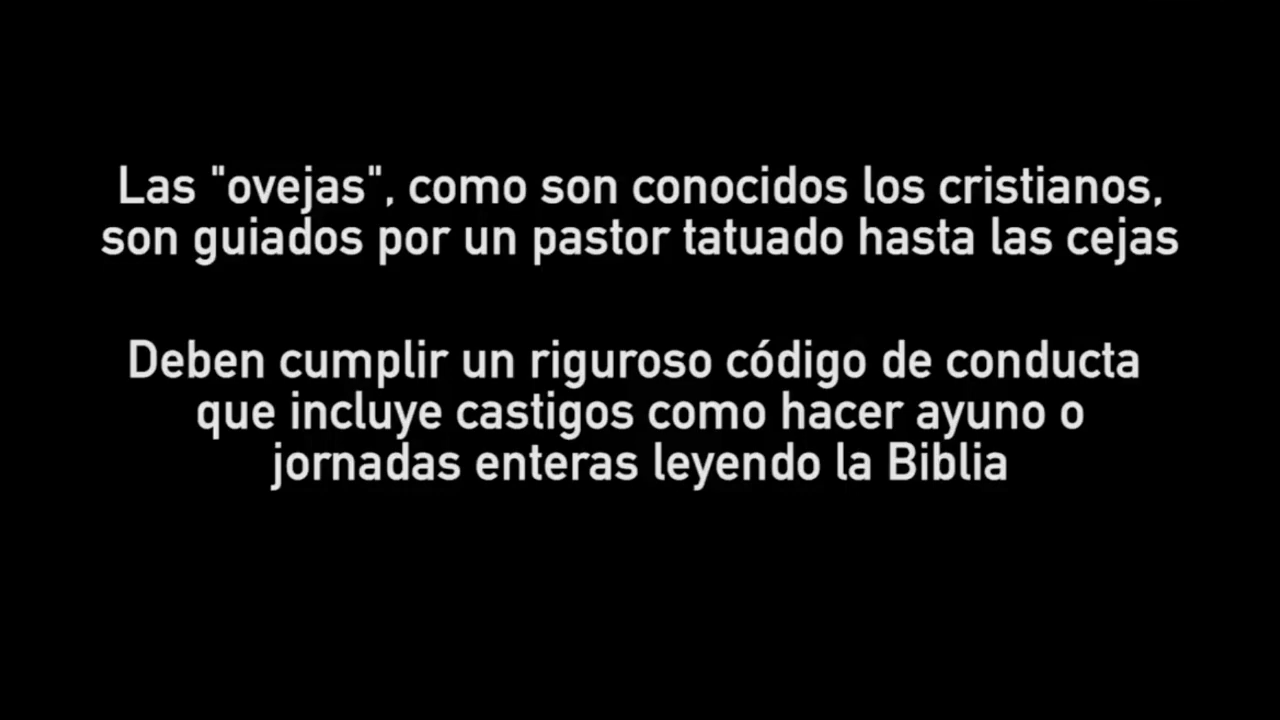 Las "ovejas", como son conocidos los cristianos,
son guiados por un pastor tatuado hasta las cejas
Deben cumplir un riguroso código de conducta
que incluye castigos como hacer ayuno o
jornadas enteras leyendo la Biblia